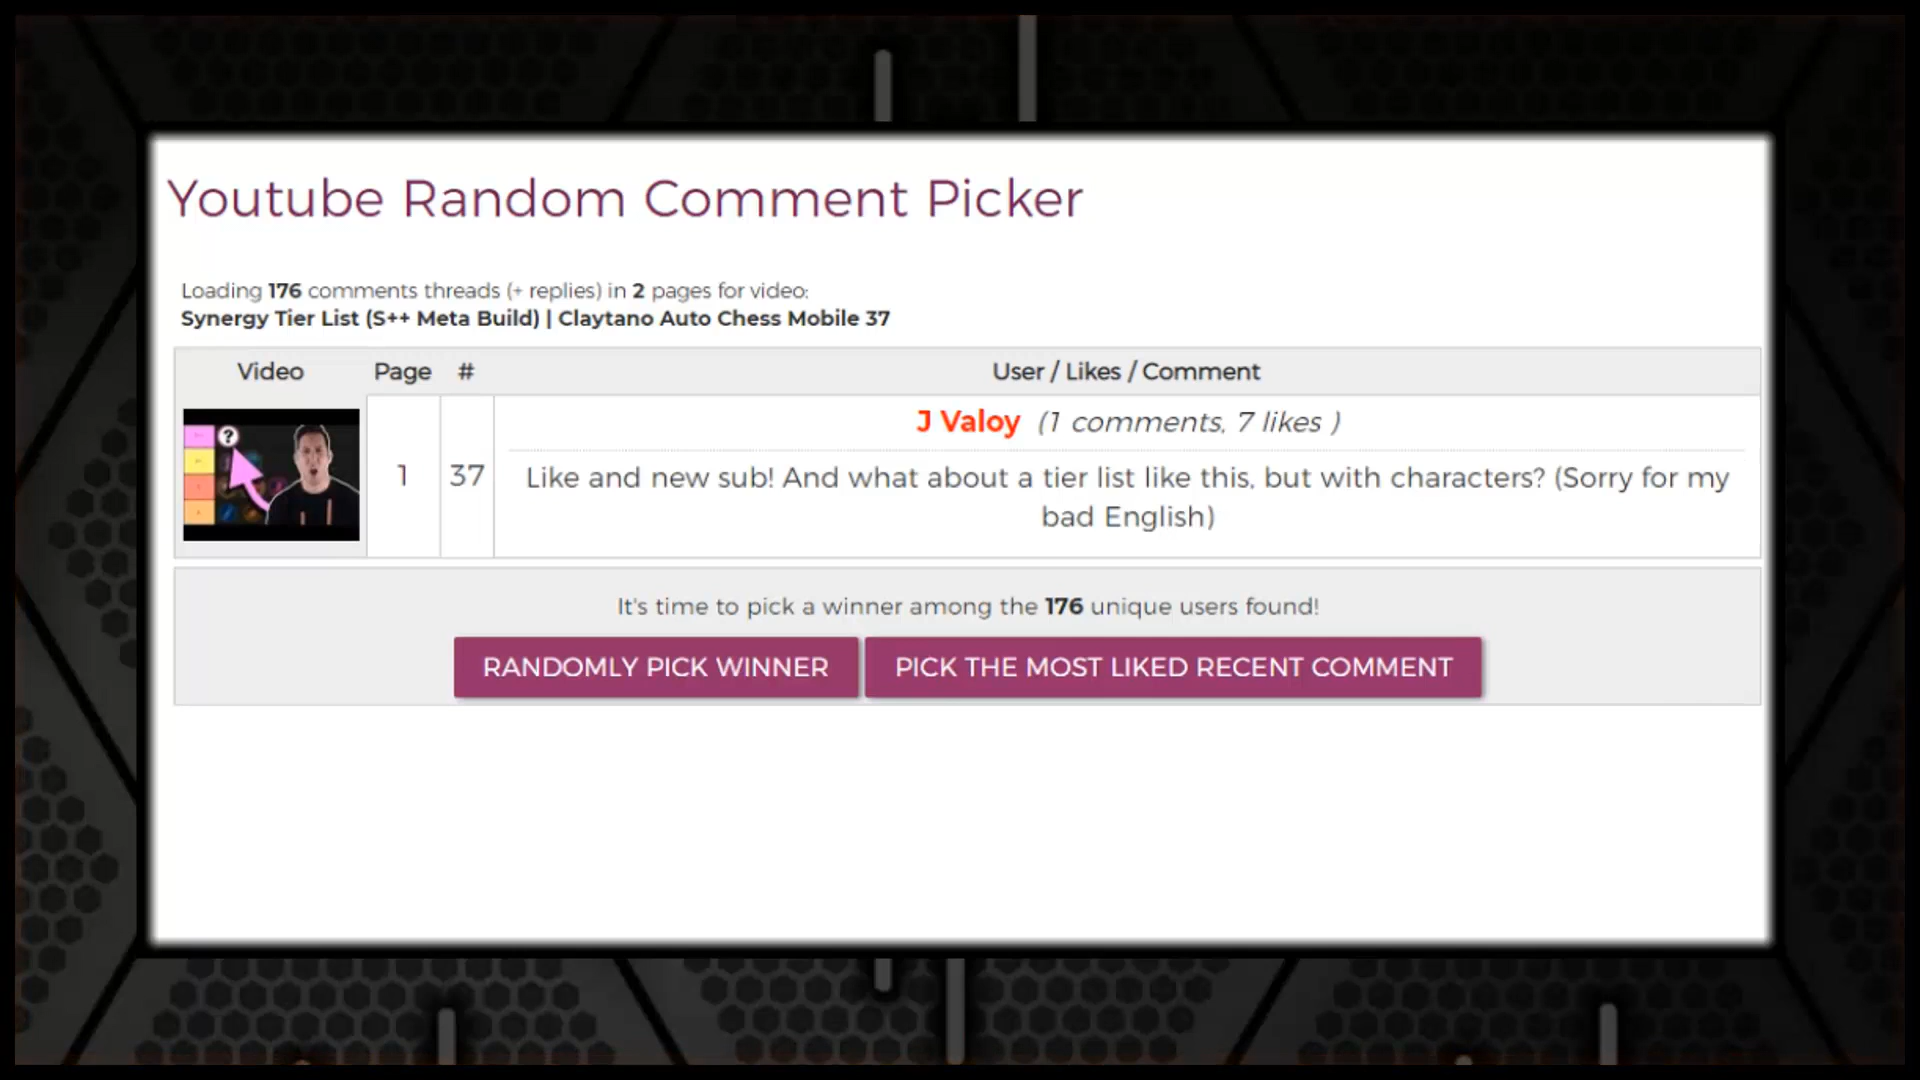 Youtube Random Comment Picker
Loading 176 comments threads (+ replies) in 2 pages for video:
Synergy Tier List (S++ Meta Build) | Claytano Auto Chess Mobile 37
Video Page # User / Likes / Comment
J Valoy (1 comments, 7 likes )
?
1 37 Like and new sub! And what about a tier list like this, but with characters? (Sorry for my
bad English)
It's time to pick a winner among the 176 unique users found!
RANDOMLY PICK WINNER PICK THE MOST LIKED RECENT COMMENT